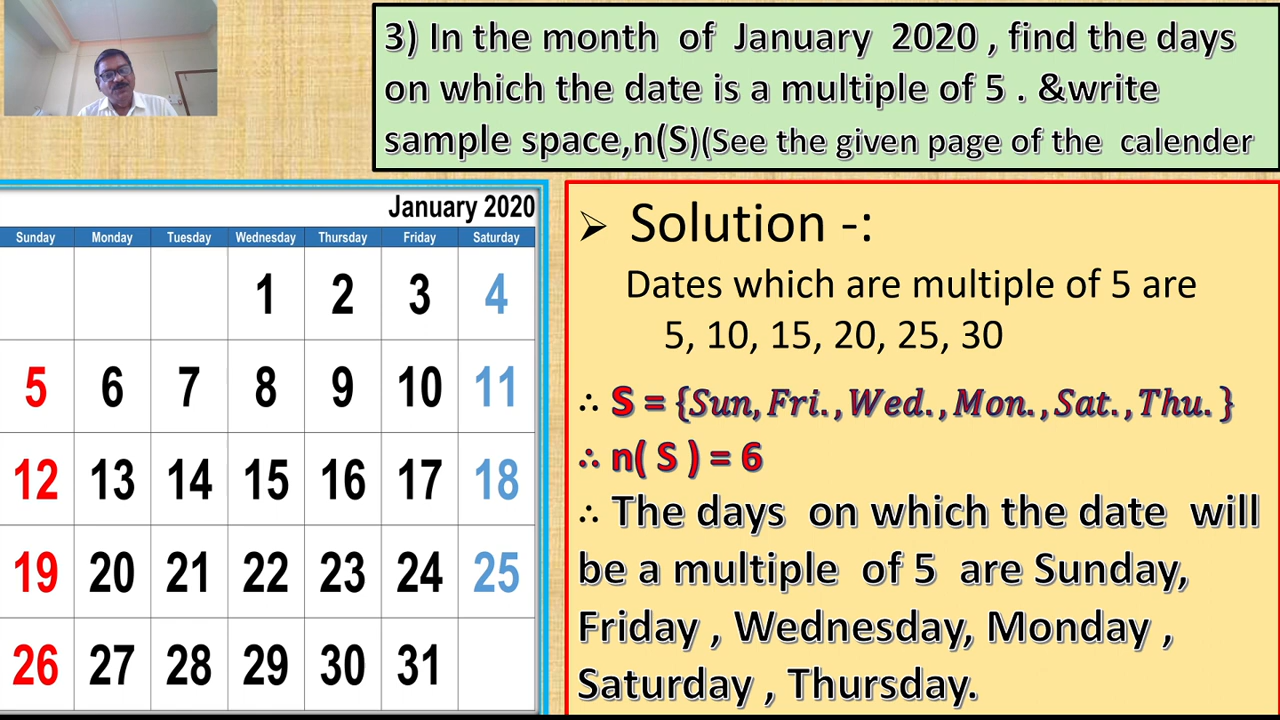 3) In the month of January 2020 , find the days
on which the date is a multiple of 5 . &write
sample space,n(S)(See the given page of the calender
January 2020
Sunday Monday Tuesday Wednesday Thursday Friday Saturday
1 2 3 4
5 6 7 8 9 10 11
12 13 14 15 16 17 18
19 20 21 22 23 24 25
26 27 28 29 30 31
➢ Solution -:
Dates which are multiple of 5 are
5, 10, 15, 20, 25, 30
∴ S = {Sun, Fri. , Wed. , Mon. , Sat. , Thu. }
∴ n( S ) = 6
∴ The days on which the date will
be a multiple of 5 are Sunday,
Friday , Wednesday, Monday ,
Saturday , Thursday.